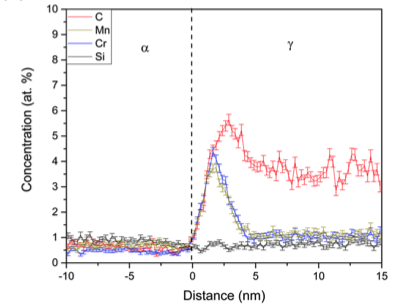 10
9
8
7
6
5
4
3
2
1
0
Concentration (at. %)
C
Mn
Cr
Si
α
γ
-10
-5
0
5
10
15
Distance (nm)